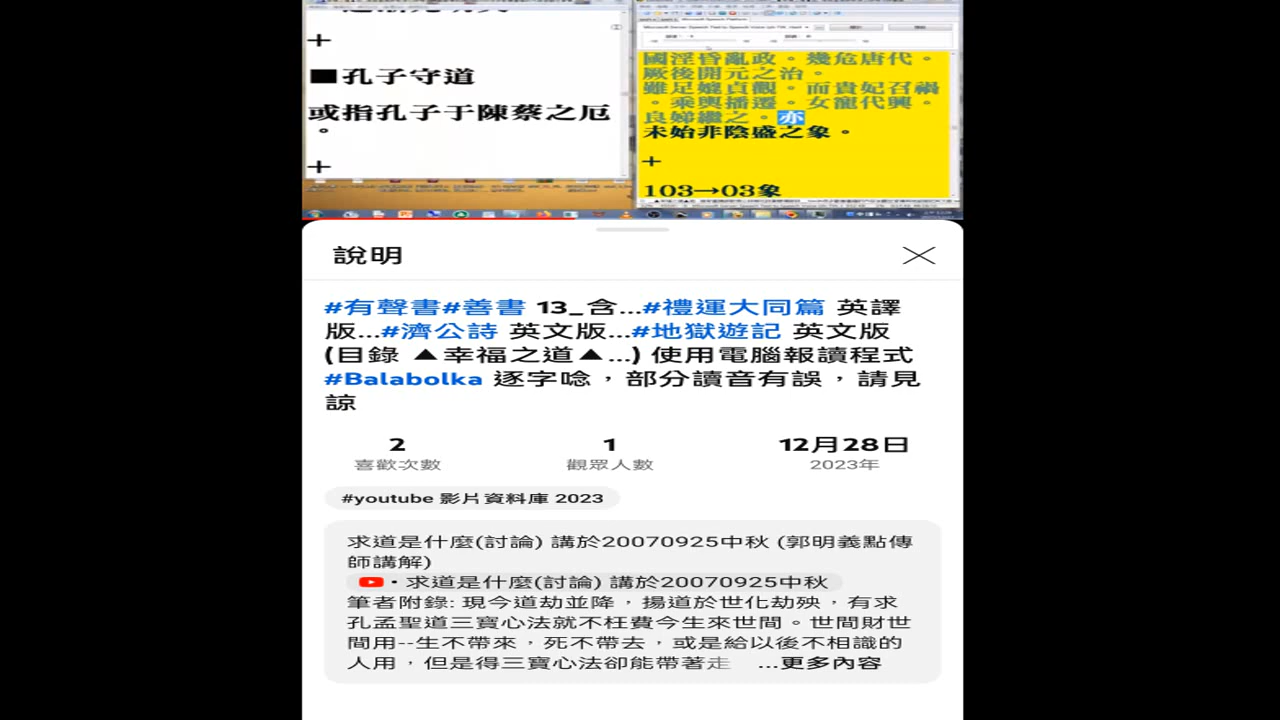 +
■孔子守道
或指孔子于陳蔡之厄
。
+
國淫昏亂政。幾危唐代。
厥後開元之治。
雖足媲貞觀。而貴妃召禍
。乘輿播遷。女寵代興。
良娣繼之。亦
未始非陰盛之象。
+
103→03象
說明
#有聲書#善書 13_含...#禮運大同篇 英譯
版...#濟公詩 英文版...#地獄遊記 英文版
(目錄 ▲幸福之道▲...) 使用電腦報讀程式
#Balabolka 逐字唸，部分讀音有誤，請見
諒
2 1 12月28日
喜歡次數 觀眾人數 2023年
#youtube 影片資料庫 2023
求道是什麼(討論) 講於20070925中秋 (郭明義點傳
師講解)
• 求道是什麼(討論) 講於20070925中秋
筆者附錄: 現今道劫並降，揚道於世化劫殃，有求
孔孟聖道三寶心法就不枉費今生來世間。世間財世
間用--生不帶來，死不帶去，或是給以後不相識的
人用，但是得三寶心法卻能帶著走 ...更多內容